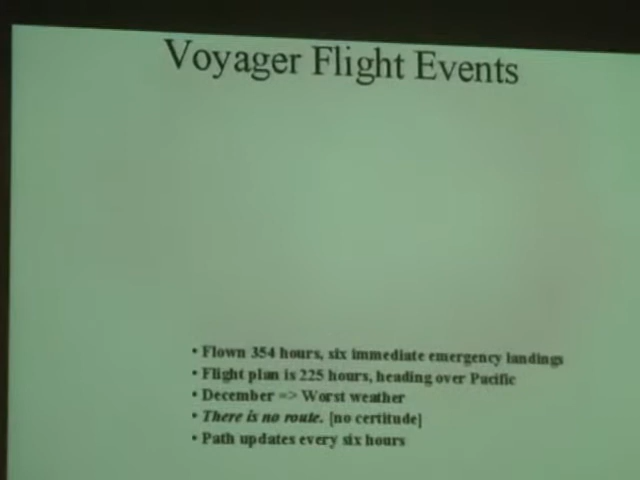 Voyager Flight Events
• Flown 354 hours, six immediate emergency landings
• Flight plan is 225 hours, heading over Pacific
• December => Worst weather
• There is no route. [no certitude]
• Path updates every six hours